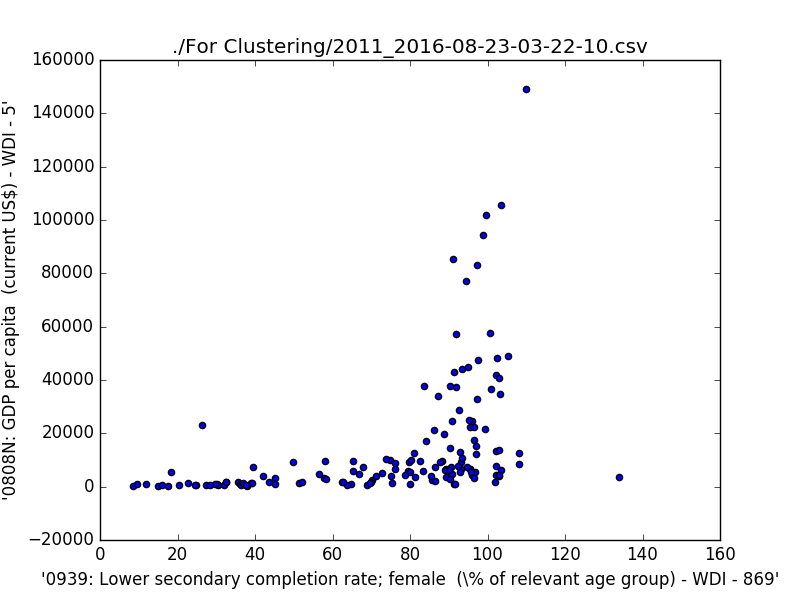 ./For Clustering/2011_2016-08-23-03-22-10.csv
'0808N: GDP per capita  (current US$) - WDI - 5'
160000
140000
120000
100000
80000
60000
40000
20000
0
−20000
0 20 40 60 80 100 120 140 160
'0939: Lower secondary completion rate; female  (\% of relevant age group) - WDI - 869'